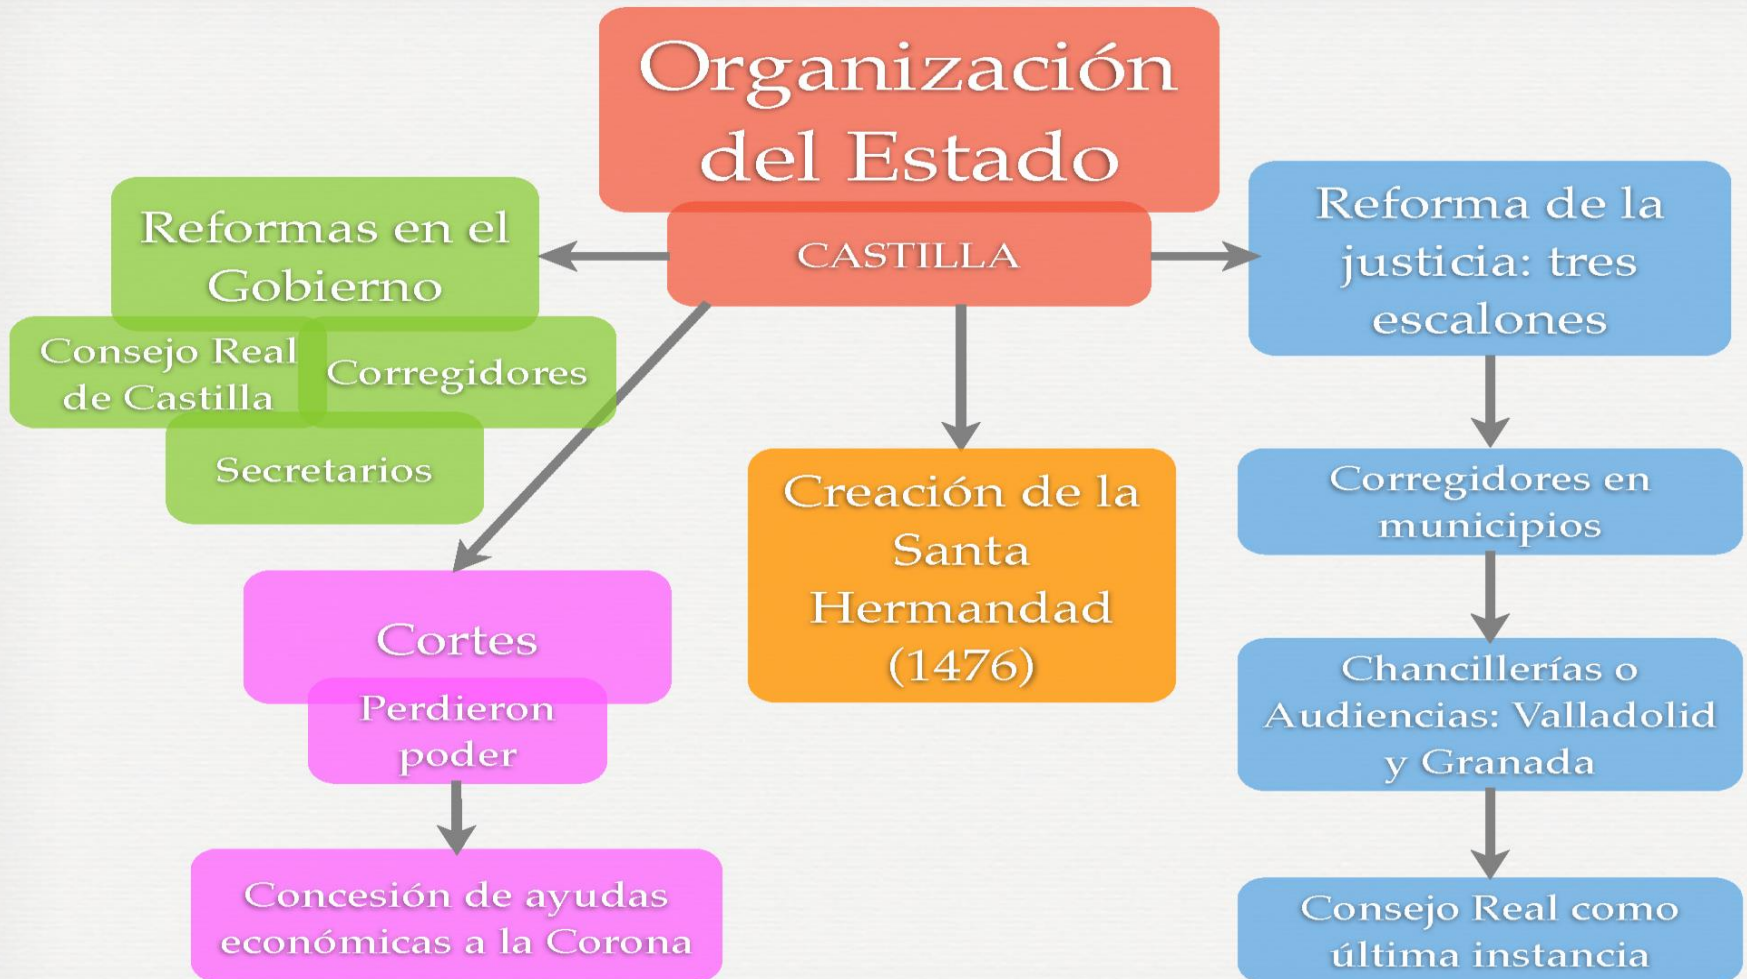 Organización
del Estado
CASTILLA
Reformas en el
Gobierno
Consejo Real
de Castilla
Corregidores
Secretarios
Cortes
Perdieron
poder
Concesión de ayudas
económicas a la Corona
Creación de la
Santa
Hermandad
(1476)
Reforma de la
justicia: tres
escalones
Corregidores en
municipios
Chancillerías o
Audiencias: Valladolid
y Granada
Consejo Real como
última instancia